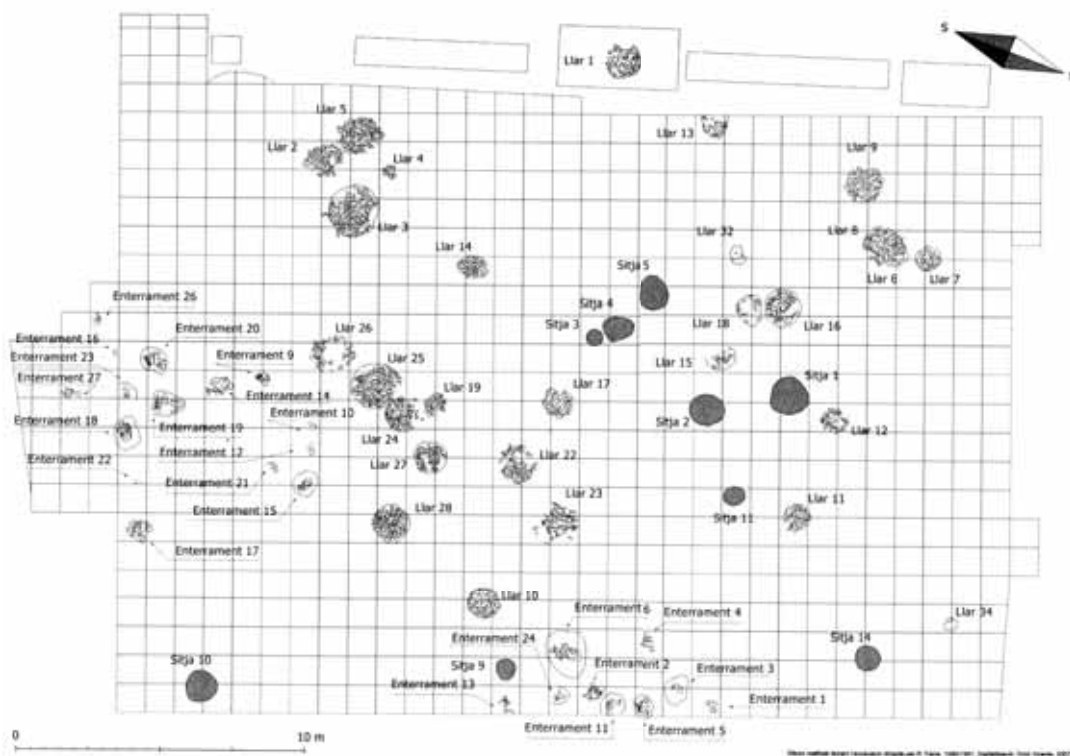 S
Llar 1
Llar 5
Llar 13
Llar 2
Llar 4
Llar 9
Llar 3
Llar 14
Llar 32
Llar 8
Llar 6
Llar 7
Sitja 5
Enterrament 26
Sitja 4
Enterrament 20
Llar 26
Sitja 3
Llar 18
Llar 16
Enterrament 16
Enterrament 23
Enterrament 9
Llar 25
Llar 15
Enterrament 27
Sitja 1
Enterrament 14
Llar 19
Llar 17
Enterrament 10
Enterrament 18
Enterrament 19
Sitja 2
Llar 12
Llar 24
Enterrament 12
Enterrament 22
Llar 27
Llar 22
Enterrament 21
Llar 23
Enterrament 15
Llar 28
Sitja 11
Llar 11
Enterrament 17
Llar 10
Enterrament 6
Enterrament 4
Llar 34
Enterrament 24
Sitja 14
Sitja 10
Sitja 9
Enterrament 2
Enterrament 3
Enterrament 13
Enterrament 1
Enterrament 11
Enterrament 5
0
10 m